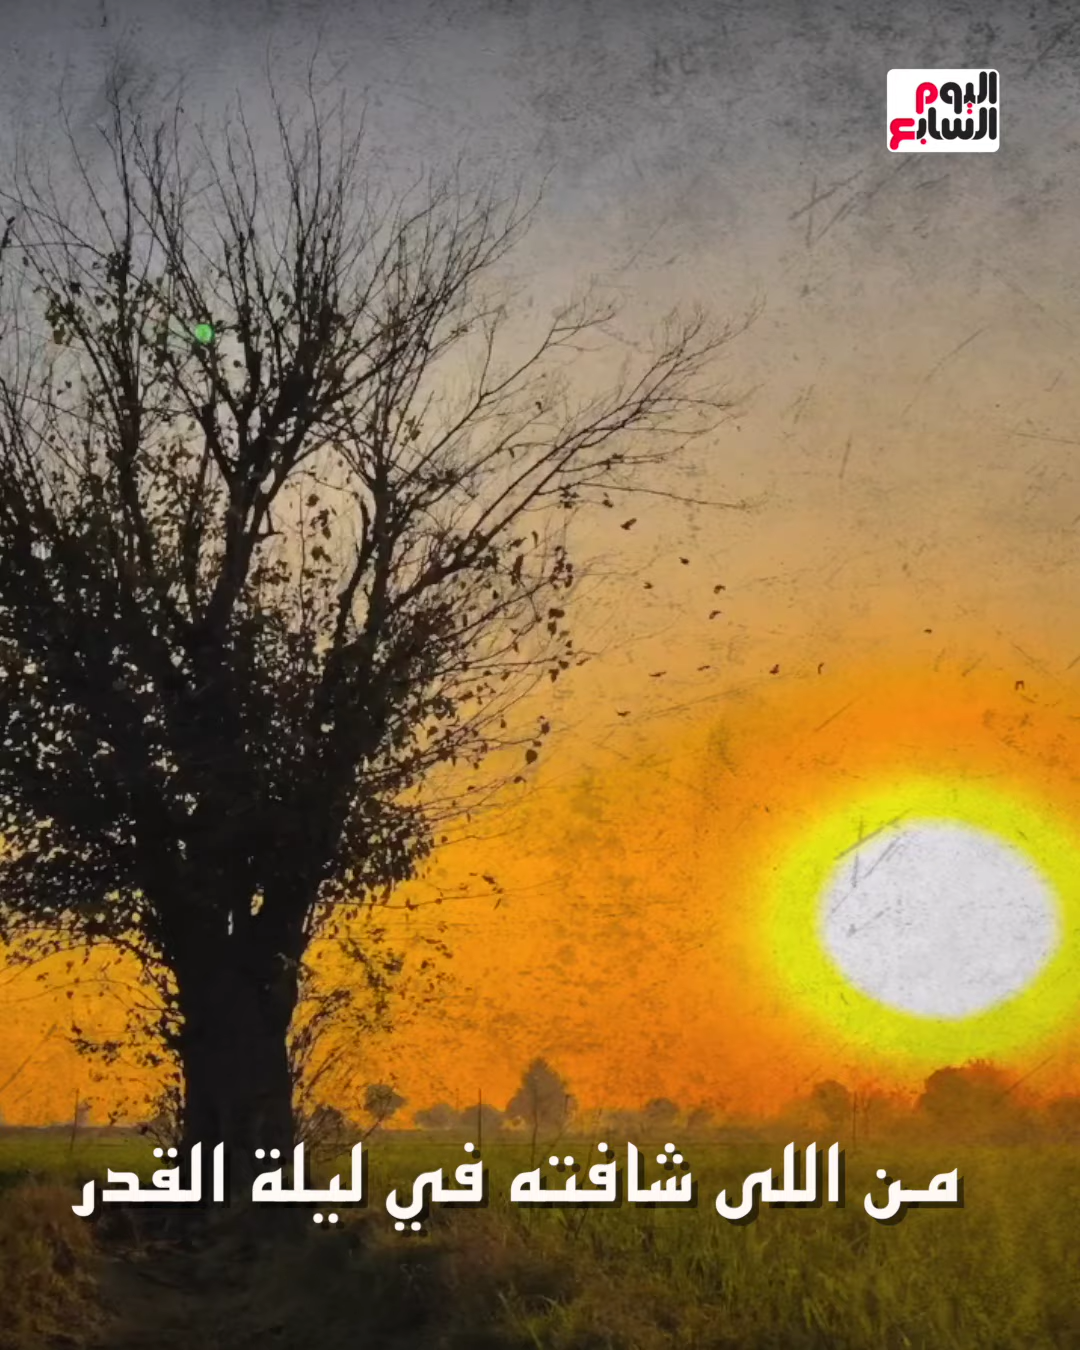 اليوم
السابع
من اللى شافته في ليلة القدر